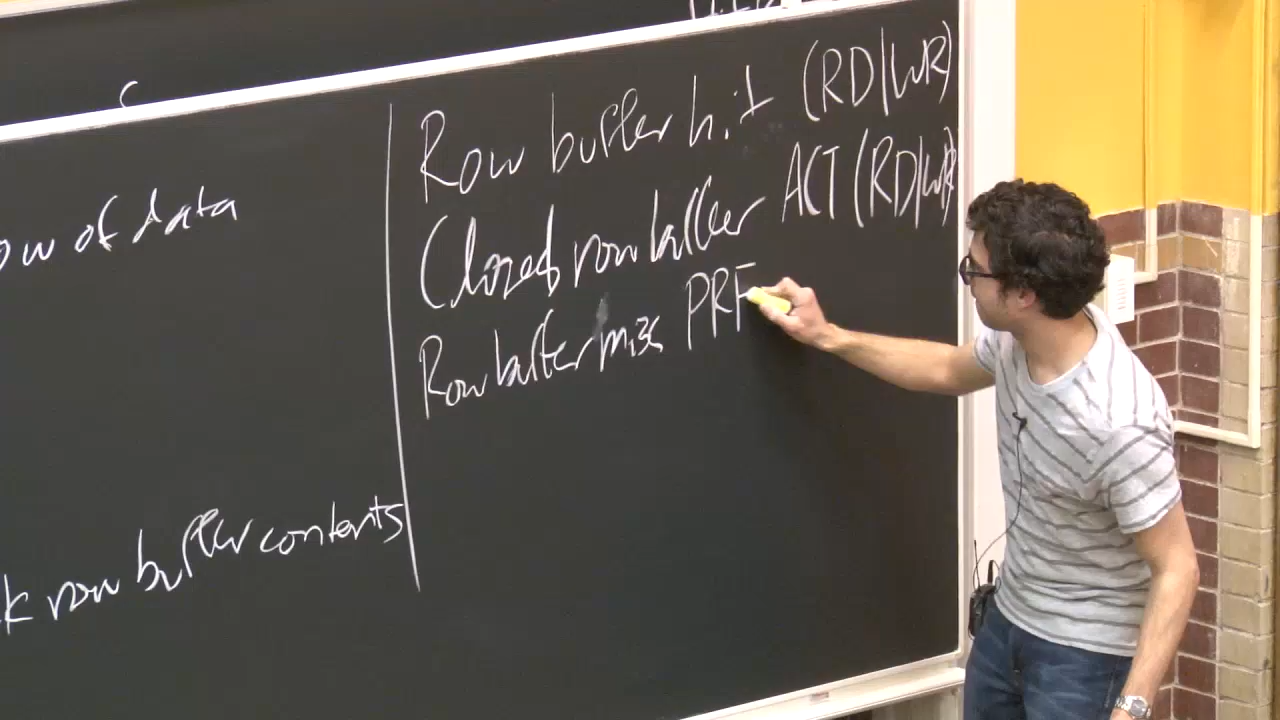 ow of data
k row buffer contents
Row buffer hit (RD/WR)
Closed row buffer ACT (RD/WR)
Row buffer miss PRE